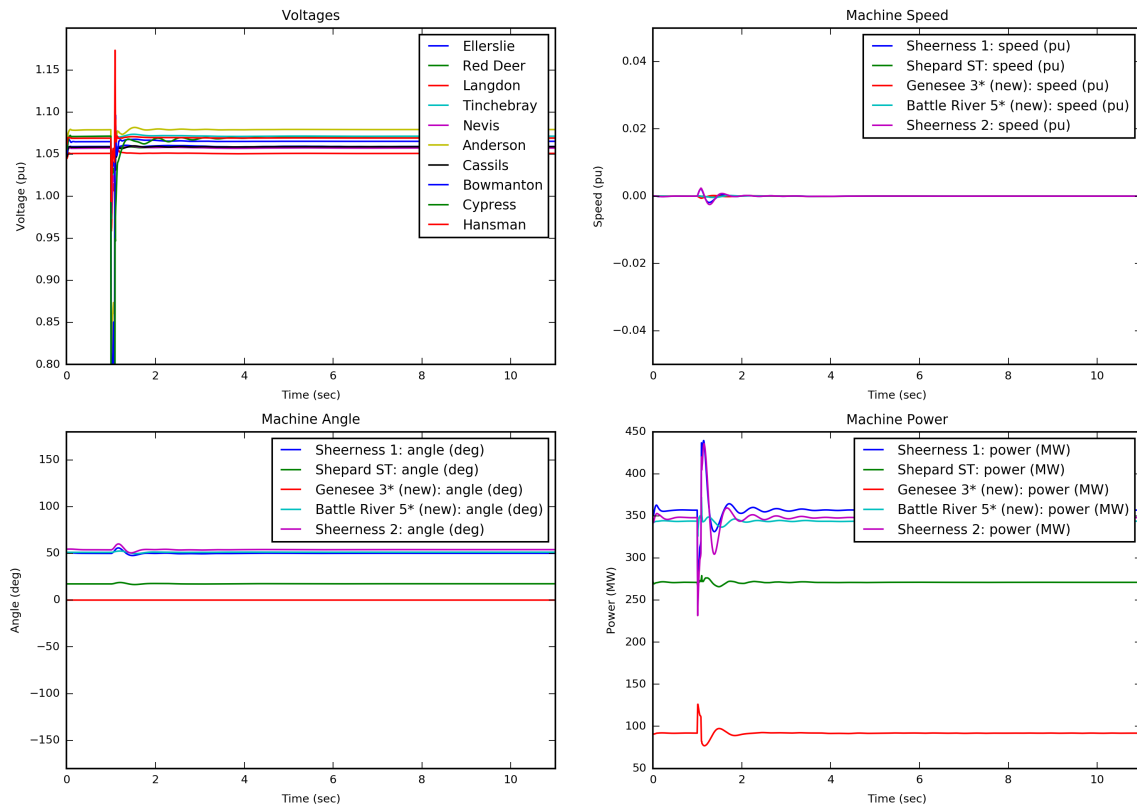 Voltages
1.15
1.10
1.05
1.00
0.95
0.90
0.85
0.80
Voltage (pu)
0 2 4 6 8 10
Time (sec)
Ellerslie
Red Deer
Langdon
Tinchebray
Nevis
Anderson
Cassils
Bowmanton
Cypress
Hansman
Machine Speed
0.04
0.02
0.00
−0.02
−0.04
Speed (pu)
0 2 4 6 8 10
Time (sec)
Sheerness 1: speed (pu)
Shepard ST: speed (pu)
Genesee 3* (new): speed (pu)
Battle River 5* (new): speed (pu)
Sheerness 2: speed (pu)
Machine Angle
150
100
50
0
−50
−100
−150
Angle (deg)
0 2 4 6 8 10
Time (sec)
Sheerness 1: angle (deg)
Shepard ST: angle (deg)
Genesee 3* (new): angle (deg)
Battle River 5* (new): angle (deg)
Sheerness 2: angle (deg)
Machine Power
450
400
350
300
250
200
150
100
50
Power (MW)
0 2 4 6 8 10
Time (sec)
Sheerness 1: power (MW)
Shepard ST: power (MW)
Genesee 3* (new): power (MW)
Battle River 5* (new): power (MW)
Sheerness 2: power (MW)